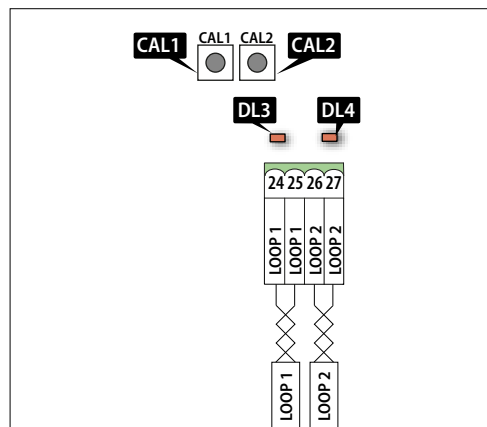 CAL1 CAL1 CAL2 CAL2
DL3 DL4
24 25 26 27
LOOP 1 LOOP 1 LOOP 2 LOOP 2
LOOP 1 LOOP 2